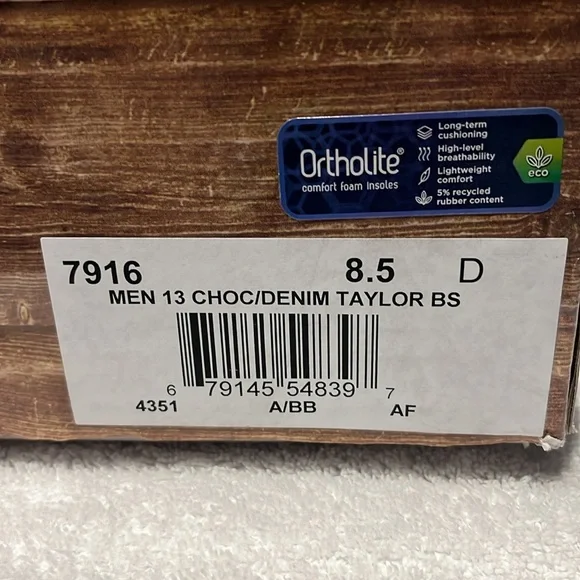 Ortholite®
comfort foam insoles
Long-term
cushioning
High-level
breathability
Lightweight
comfort
5% recycled
rubber content
eco
7916 8.5 D
MEN 13 CHOC/DENIM TAYLOR BS
6 79145 54839 7
4351 A/BB AF